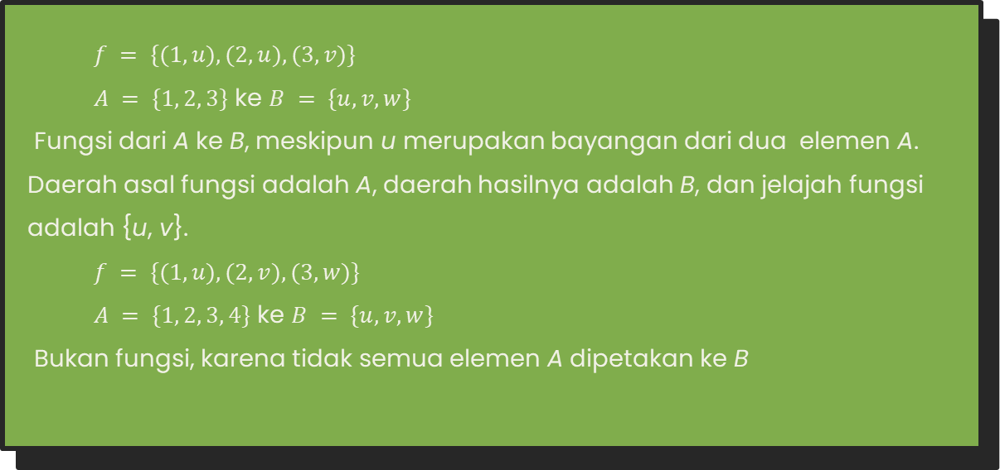 f = {(1, u), (2, u), (3, v)}
A = {1, 2, 3} ke B = {u, v, w}
Fungsi dari A ke B, meskipun u merupakan bayangan dari dua elemen A.
Daerah asal fungsi adalah A, daerah hasilnya adalah B, dan jelajah fungsi
adalah {u, v}.
f = {(1, u), (2, v), (3, w)}
A = {1, 2, 3, 4} ke B = {u, v, w}
Bukan fungsi, karena tidak semua elemen A dipetakan ke B